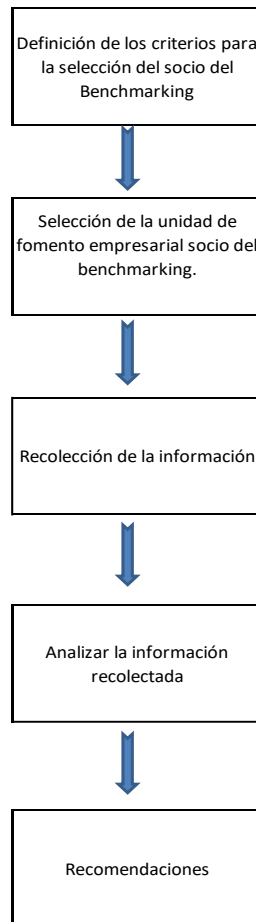 Definición de los criterios para
la selección del socio del
Benchmarking
Selección de la unidad de
fomento empresarial socio del
benchmarking.
Recolección de la información
Analizar la información
recolectada
Recomendaciones